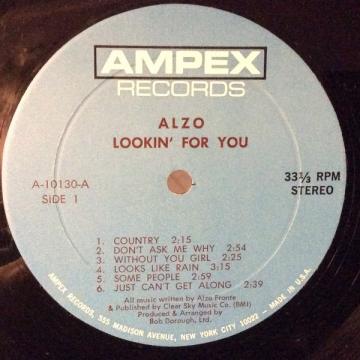 AMPEX
RECORDS
ALZO
LOOKIN' FOR YOU
A-10130-A
SIDE 1
33⅓ RPM
STEREO
1. COUNTRY 2:15
2. DON'T ASK ME WHY 2:54
3. WITHOUT YOU GIRL 2:25
4. LOOKS LIKE RAIN 3:15
5. SOME PEOPLE 2:59
6. JUST CAN'T GET ALONG 2:39
All music written by Alzo Fronte
& Published by Clear Sky Music Co. (BMI)
Produced & Arranged by
Bob Dorough, Ltd.
AMPEX RECORDS, 555 MADISON AVENUE, NEW YORK CITY 10022 - MADE IN U.S.A.